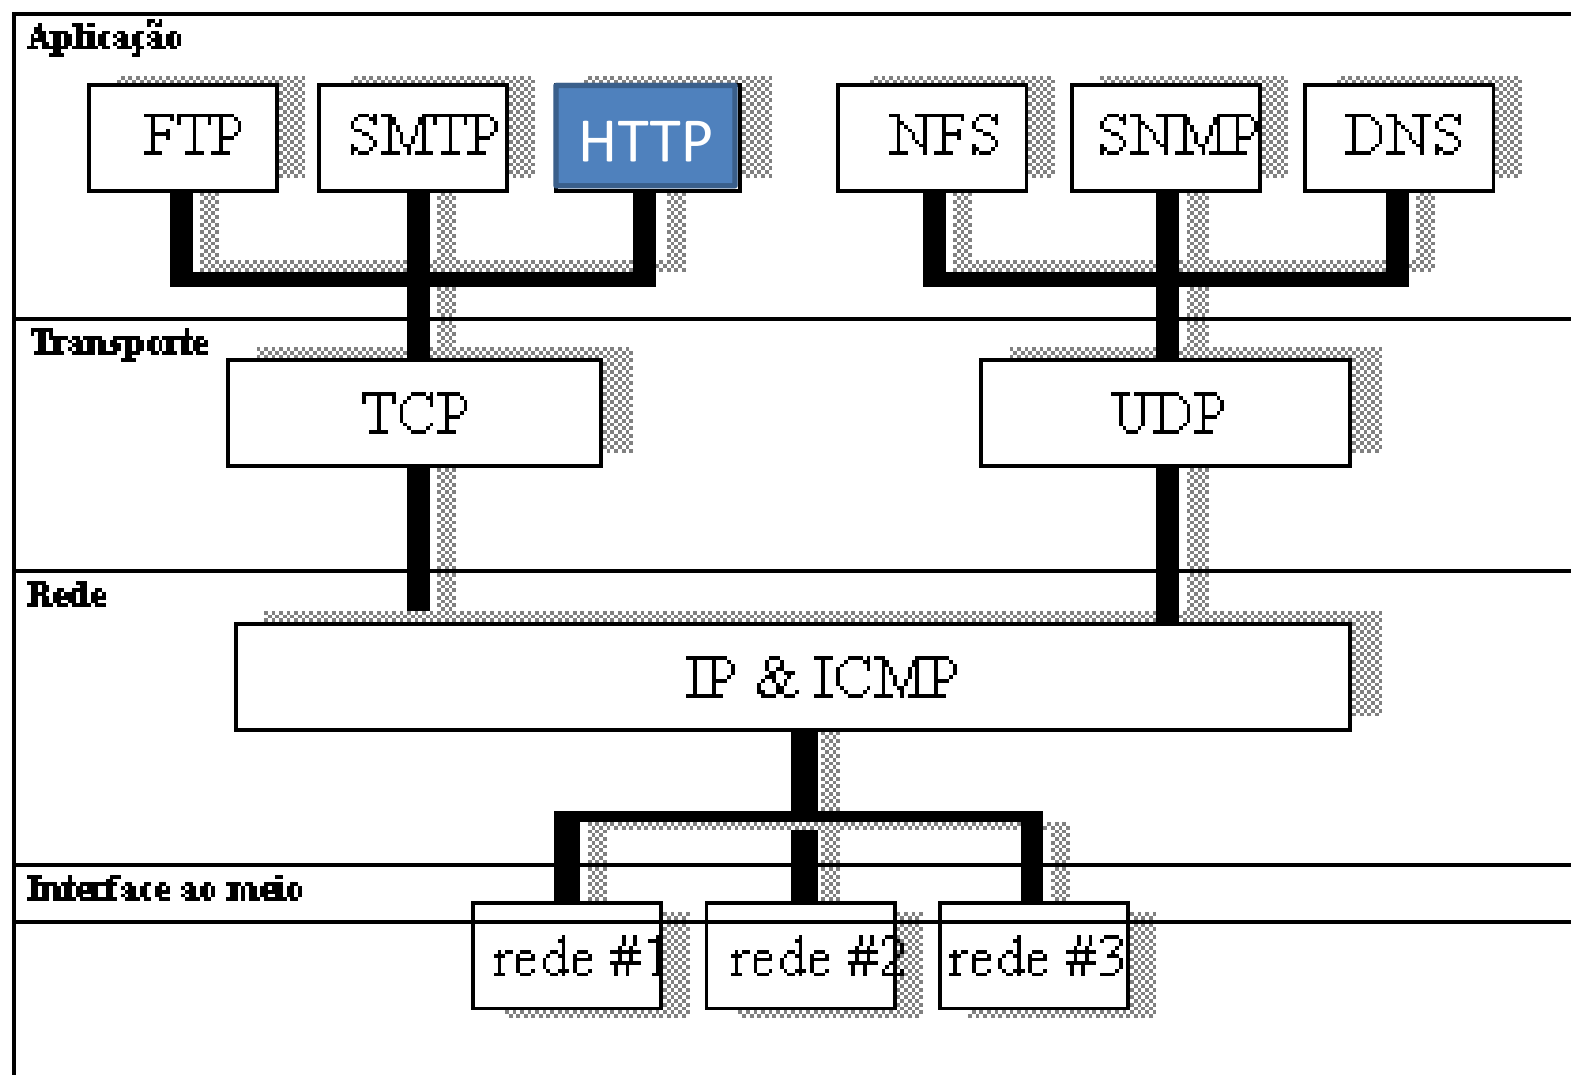 Aplicação
FTP SMTP HTTP NFS SNMP DNS
Transporte
TCP UDP
Rede
IP & ICMP
Interface ao meio
rede #1 rede #2 rede #3